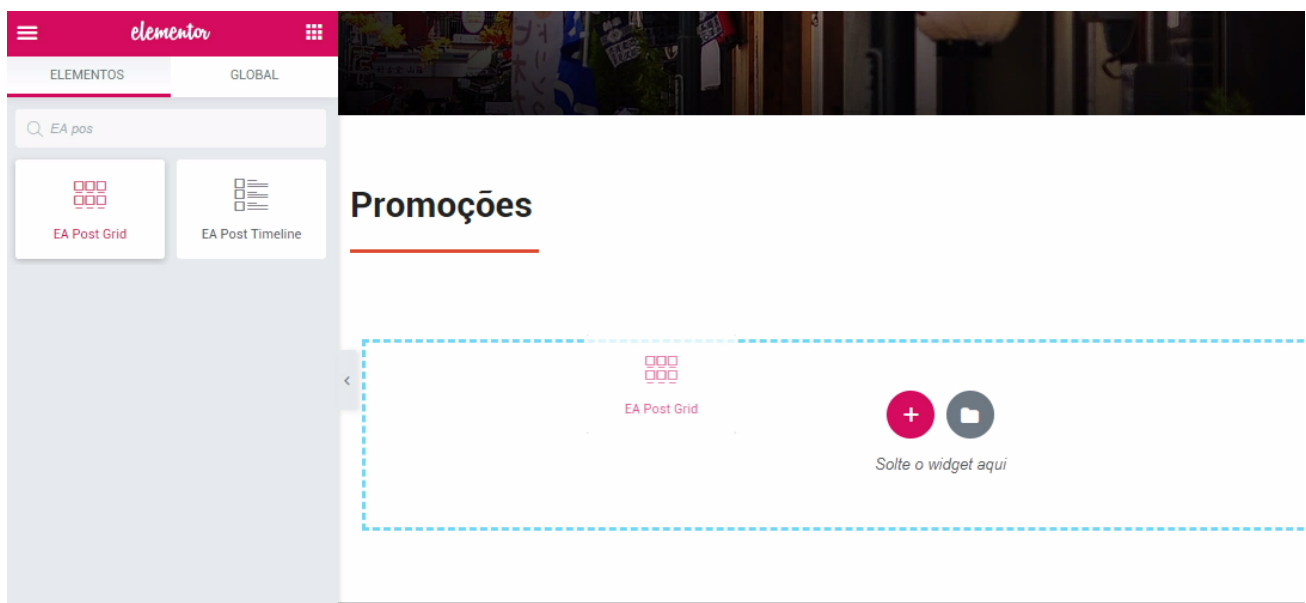 elementor
ELEMENTOS GLOBAL
EA pos
EA Post Grid EA Post Timeline
Promoções
EA Post Grid
+
Solte o widget aqui